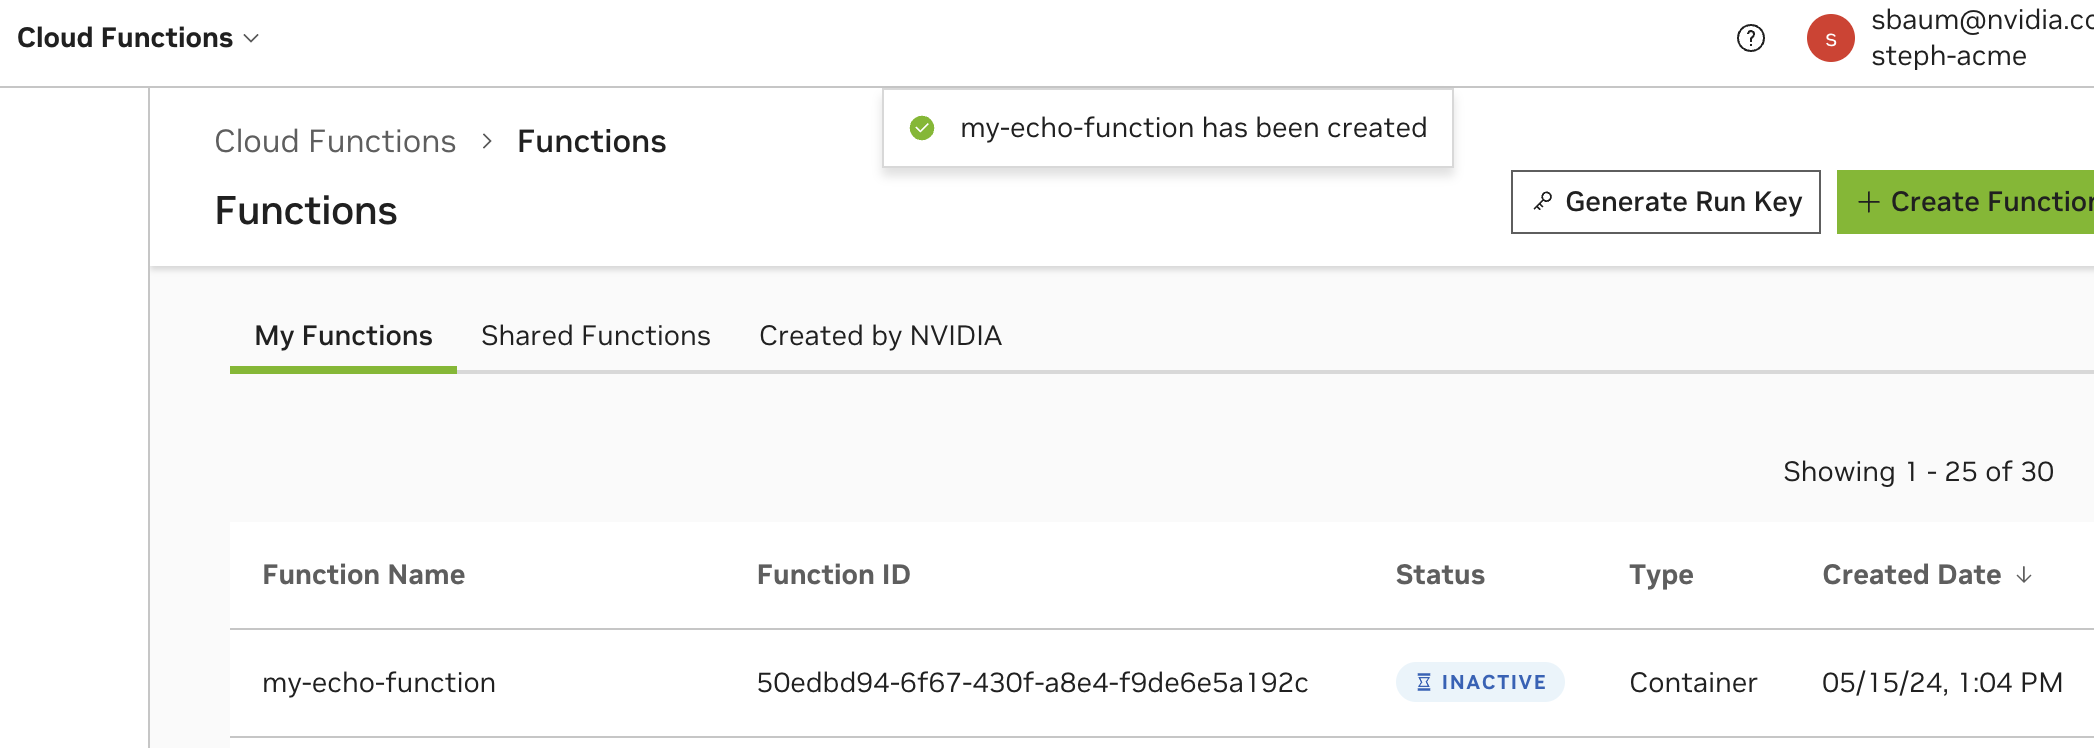 Cloud Functions
sbaum@nvidia.co
steph-acme
my-echo-function has been created
Cloud Functions > Functions
Functions
Generate Run Key
+ Create Function
My Functions
Shared Functions
Created by NVIDIA
Showing 1 - 25 of 30
Function Name
Function ID
Status
Type
Created Date
my-echo-function
50edbd94-6f67-430f-a8e4-f9de6e5a192c
INACTIVE
Container
05/15/24, 1:04 PM